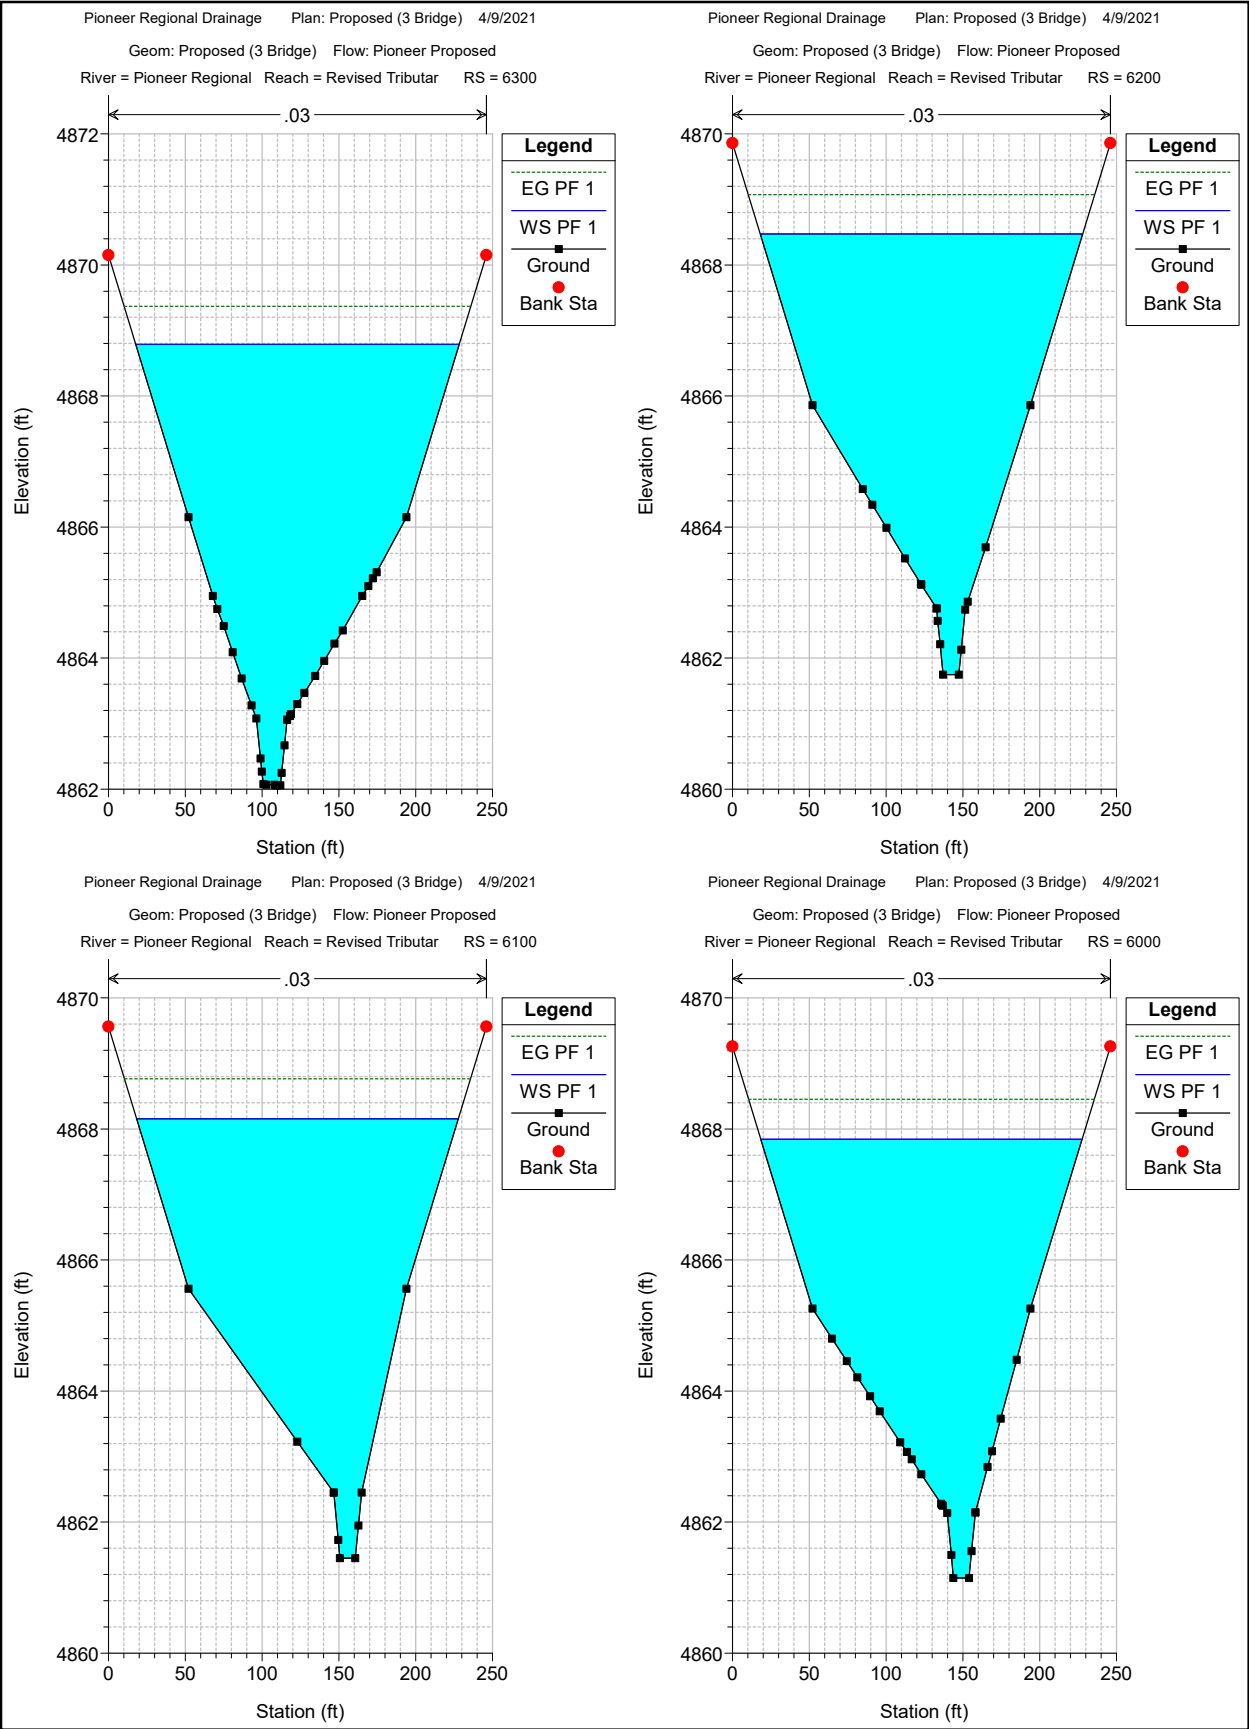 Pioneer Regional Drainage Plan: Proposed (3 Bridge) 4/9/2021
Geom: Proposed (3 Bridge) Flow: Pioneer Proposed
River = Pioneer Regional Reach = Revised Tributar RS = 6300
.03
4872
4870
4868
4866
4864
4862
0 50 100 150 200 250
Elevation (ft)
Station (ft)
Legend
EG PF 1
WS PF 1
Ground
Bank Sta
Pioneer Regional Drainage Plan: Proposed (3 Bridge) 4/9/2021
Geom: Proposed (3 Bridge) Flow: Pioneer Proposed
River = Pioneer Regional Reach = Revised Tributar RS = 6200
.03
4870
4868
4866
4864
4862
4860
0 50 100 150 200 250
Elevation (ft)
Station (ft)
Legend
EG PF 1
WS PF 1
Ground
Bank Sta
Pioneer Regional Drainage Plan: Proposed (3 Bridge) 4/9/2021
Geom: Proposed (3 Bridge) Flow: Pioneer Proposed
River = Pioneer Regional Reach = Revised Tributar RS = 6100
.03
4870
4868
4866
4864
4862
4860
0 50 100 150 200 250
Elevation (ft)
Station (ft)
Legend
EG PF 1
WS PF 1
Ground
Bank Sta
Pioneer Regional Drainage Plan: Proposed (3 Bridge) 4/9/2021
Geom: Proposed (3 Bridge) Flow: Pioneer Proposed
River = Pioneer Regional Reach = Revised Tributar RS = 6000
.03
4870
4868
4866
4864
4862
4860
0 50 100 150 200 250
Elevation (ft)
Station (ft)
Legend
EG PF 1
WS PF 1
Ground
Bank Sta